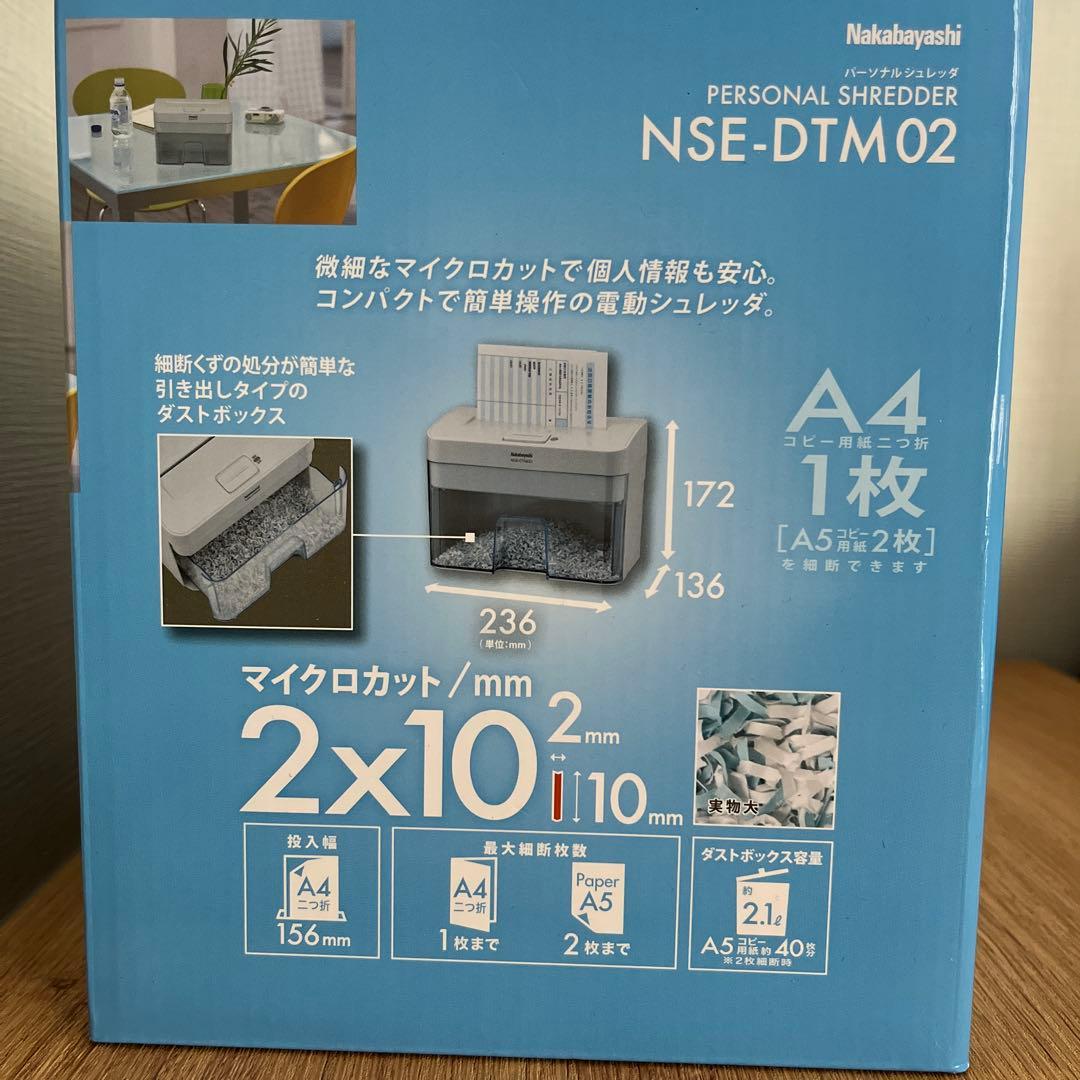 Nakabayashi
パーソナルシュレッダ
PERSONAL SHREDDER
NSE-DTM02
微細なマイクロカットで個人情報も安心。
コンパクトで簡単操作の電動シュレッダ。
細断くずの処分が簡単な
引き出しタイプの
ダストボックス
Nakabayashi
NSE-DTM02
172
136
236
(単位:mm)
A4
コピー用紙二つ折
1枚
[A5コピー用紙2枚]
を細断できます
マイクロカット/mm
2x10
2mm
10mm
実物大
投入幅
A4
二つ折
156mm
最大細断枚数
A4
二つ折
1枚まで
Paper
A5
2枚まで
ダストボックス容量
約
2.1ℓ
A5コピー用紙約40枚分
※2枚細断時